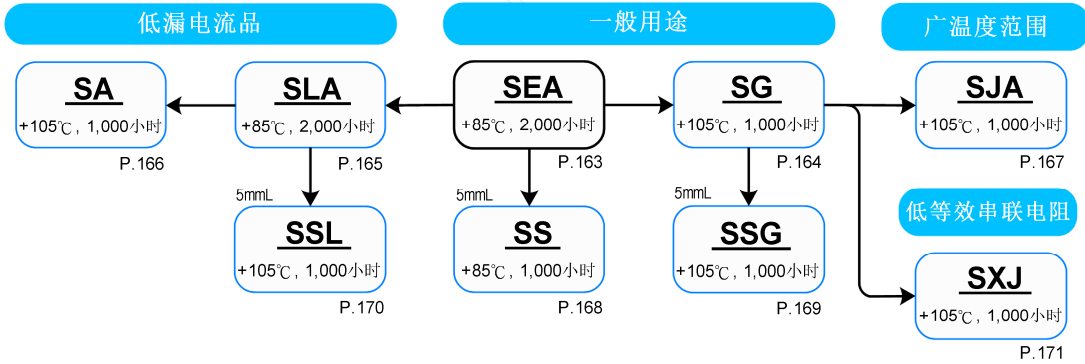 低漏电流品
一般用途
广温度范围
SA
+105℃, 1,000小时
P.166
SLA
+85℃, 2,000小时
P.165
SEA
+85℃, 2,000小时
P.163
SG
+105℃, 1,000小时
P.164
SJA
+105℃, 1,000小时
P.167
5mmL
SSL
+105℃, 1,000小时
P.170
5mmL
SS
+85℃, 1,000小时
P.168
5mmL
SSG
+105℃, 1,000小时
P.169
低等效串联电阻
SXJ
+105℃, 1,000小时
P.171